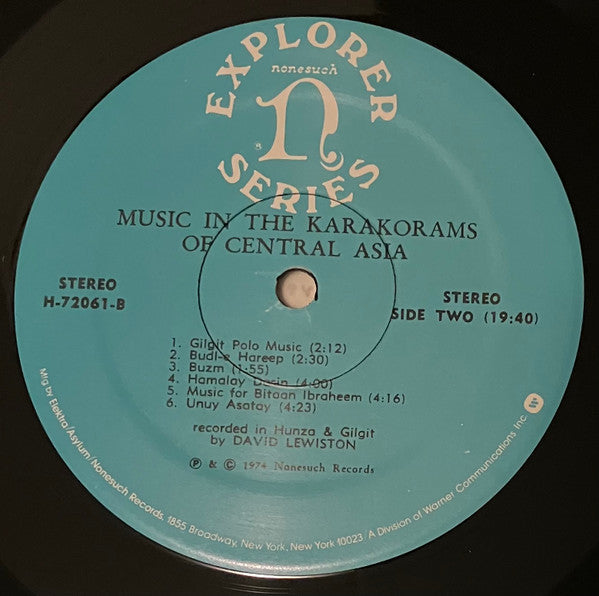 EXPLORER
nonesuch
n
SERIES
MUSIC IN THE KARAKORAMS
OF CENTRAL ASIA
STEREO
H-72061-B
STEREO
SIDE TWO (19:40)
1. Gilgit Polo Music (2:12)
2. Budl-e Hareep (2:30)
3. Buzm (1:55)
4. Hamalay (4:00)
5. Music for Bitaan Ibraheem (4:16)
6. Unuy Asatay (4:23)
recorded in Hunza & Gilgit
by DAVID LEWISTON
℗ & © 1974 Nonesuch Records
Mfg by Elektra/Asylum/Nonesuch Records, 1855 Broadway, New York, New York 10023/A Division of Warner Communications Inc.